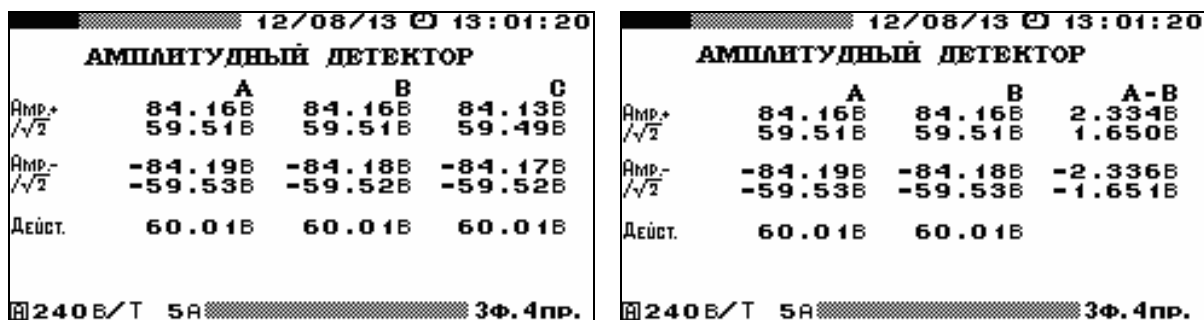 12/08/13 13:01:20
АМПЛИТУДНЫЙ ДЕТЕКТОР
A B C
Амр.+ 84.16В 84.16В 84.13В
/√2 59.51В 59.51В 59.49В
Амр.- -84.19В -84.18В -84.17В
/√2 -59.53В -59.52В -59.52В
Дейст. 60.01В 60.01В 60.01В
А 240В/Т 5А 3ф.4пр.
12/08/13 13:01:20
АМПЛИТУДНЫЙ ДЕТЕКТОР
A B A-B
Амр.+ 84.16В 84.16В 2.334В
/√2 59.51В 59.51В 1.650В
Амр.- -84.19В -84.18В -2.336В
/√2 -59.53В -59.53В -1.651В
Дейст. 60.01В 60.01В
А 240В/Т 5А 3ф.4пр.